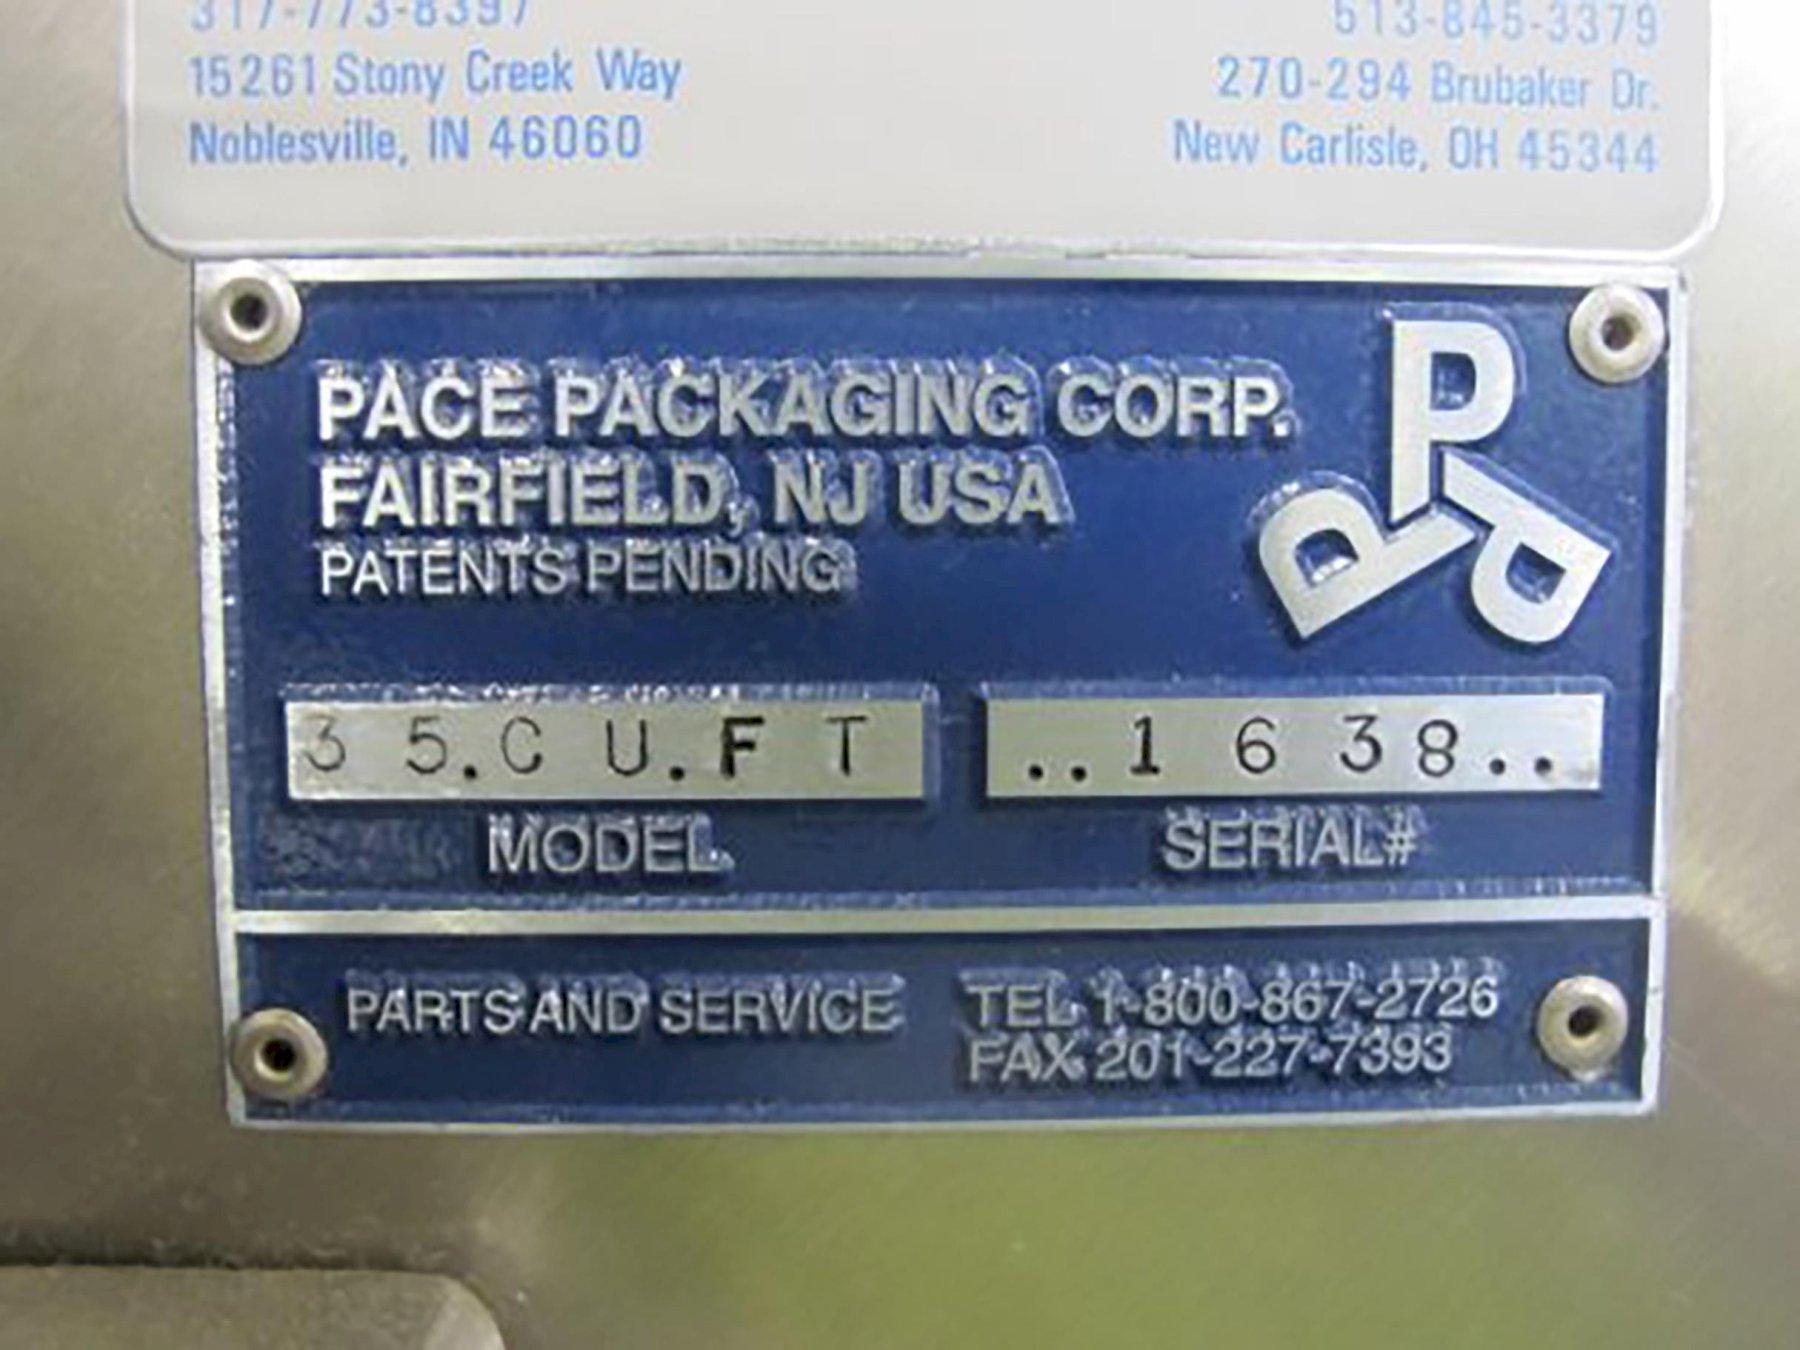 317-773-8397
15261 Stony Creek Way
Noblesville, IN 46060
513-845-3379
270-294 Brubaker Dr.
New Carlisle, OH 45344
PACE PACKAGING CORP.
FAIRFIELD, NJ USA
PATENTS PENDING
P P P
35.CU.FT
MODEL
..1638..
SERIAL#
PARTS AND SERVICE
TEL 1-800-867-2726
FAX 201-227-7393